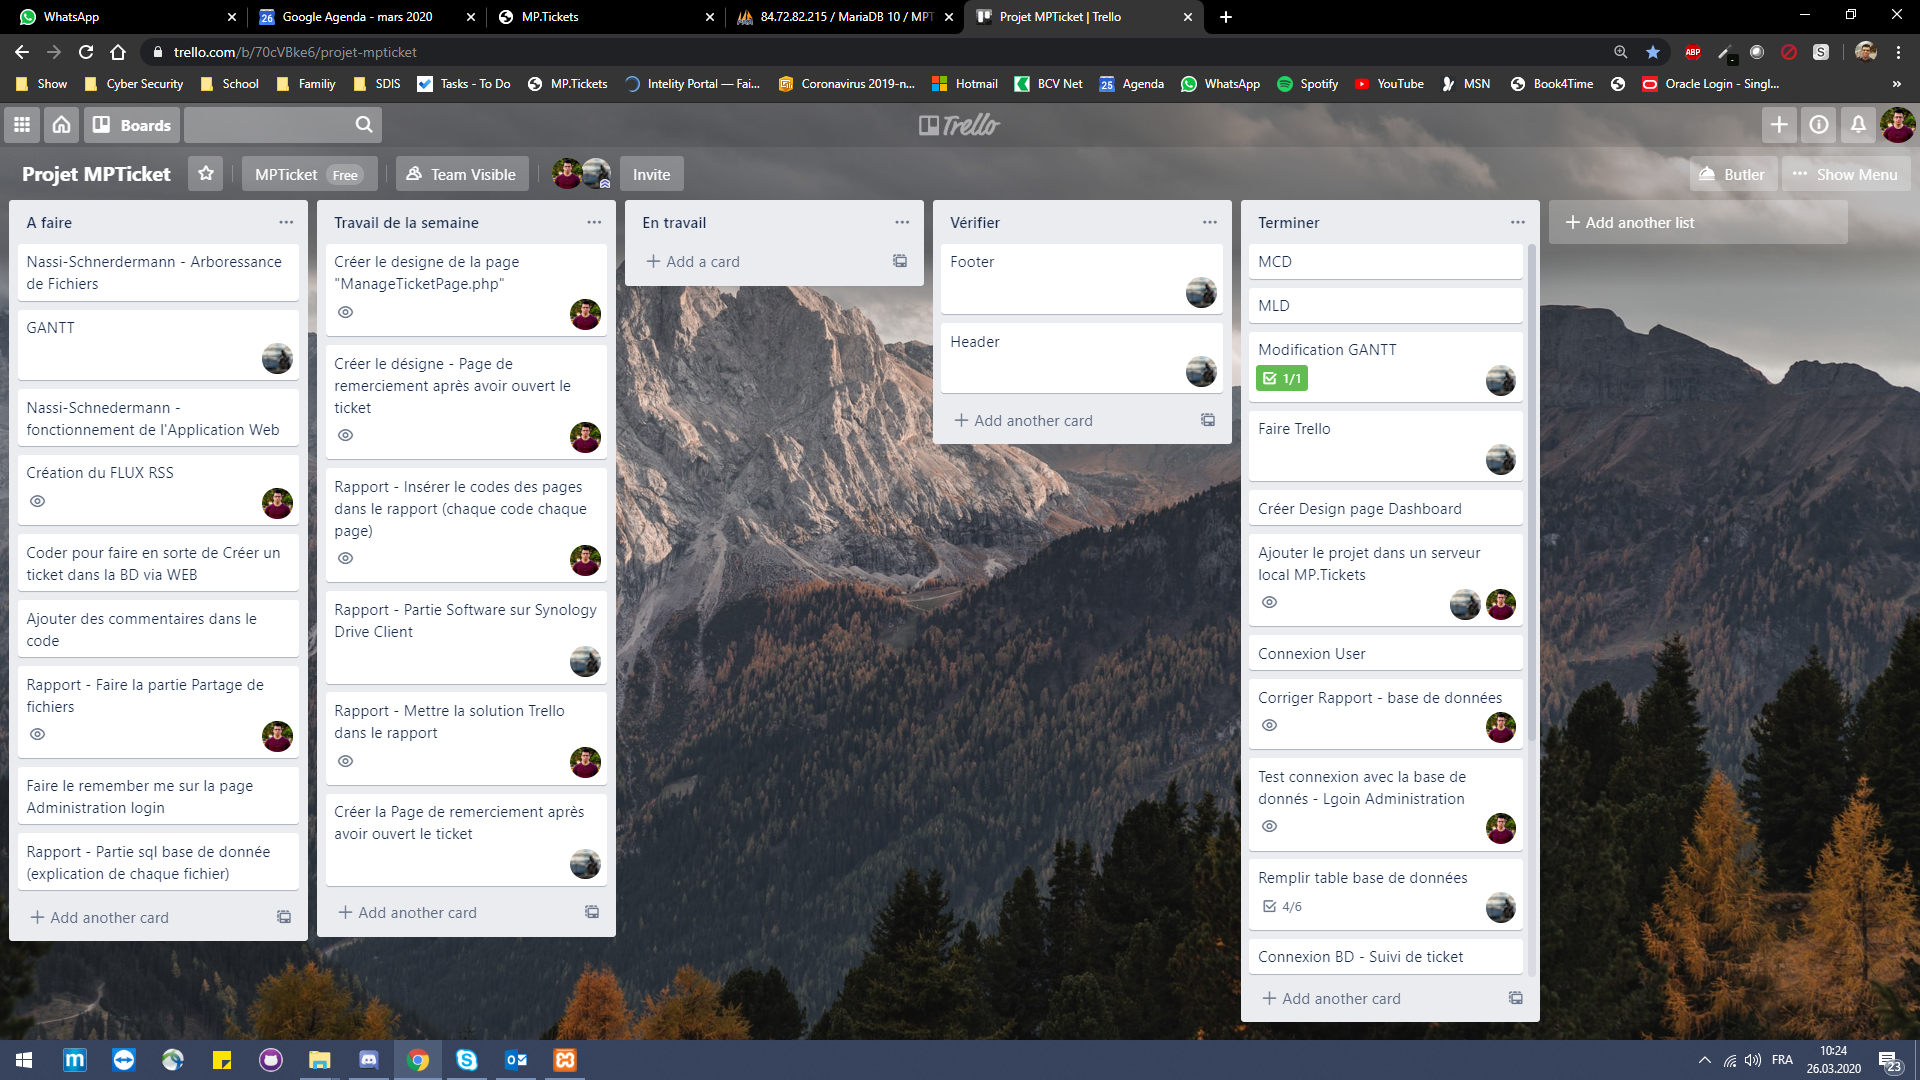 WhatsApp
Google Agenda - mars 2020
MP.Tickets
84.72.82.215 / MariaDB 10 / MPT
Projet MPTicket | Trello
trello.com/b/70cVBke6/projet-mpticket
ABP
S
Show
Cyber Security
School
Familiy
SDIS
Tasks - To Do
MP.Tickets
Intelity Portal — Fai...
Coronavirus 2019-n...
Hotmail
BCV Net
Agenda
WhatsApp
Spotify
YouTube
MSN
Book4Time
Oracle Login - Singl...
Boards
Trello
Projet MPTicket
MPTicket Free
Team Visible
Invite
Butler
Show Menu
A faire
Nassi-Schnerdermann - Arboressance
de Fichiers
GANTT
Nassi-Schnedermann -
fonctionnement de l'Application Web
Création du FLUX RSS
Coder pour faire en sorte de Créer un
ticket dans la BD via WEB
Ajouter des commentaires dans le
code
Rapport - Faire la partie Partage de
fichiers
Faire le remember me sur la page
Administration login
Rapport - Partie sql base de donnée
(explication de chaque fichier)
Add another card
Travail de la semaine
Créer le designe de la page
"ManageTicketPage.php"
Créer le désigne - Page de
remerciement après avoir ouvert le
ticket
Rapport - Insérer le codes des pages
dans le rapport (chaque code chaque
page)
Rapport - Partie Software sur Synology
Drive Client
Rapport - Mettre la solution Trello
dans le rapport
Créer la Page de remerciement après
avoir ouvert le ticket
Add another card
En travail
Add a card
Vérifier
Footer
Header
Add another card
Terminer
MCD
MLD
Modification GANTT
1/1
Faire Trello
Créer Design page Dashboard
Ajouter le projet dans un serveur
local MP.Tickets
Connexion User
Corriger Rapport - base de données
Test connexion avec la base de
donnés - Lgoin Administration
Remplir table base de données
4/6
Connexion BD - Suivi de ticket
Add another card
Add another list
FRA
10:24
26.03.2020
23